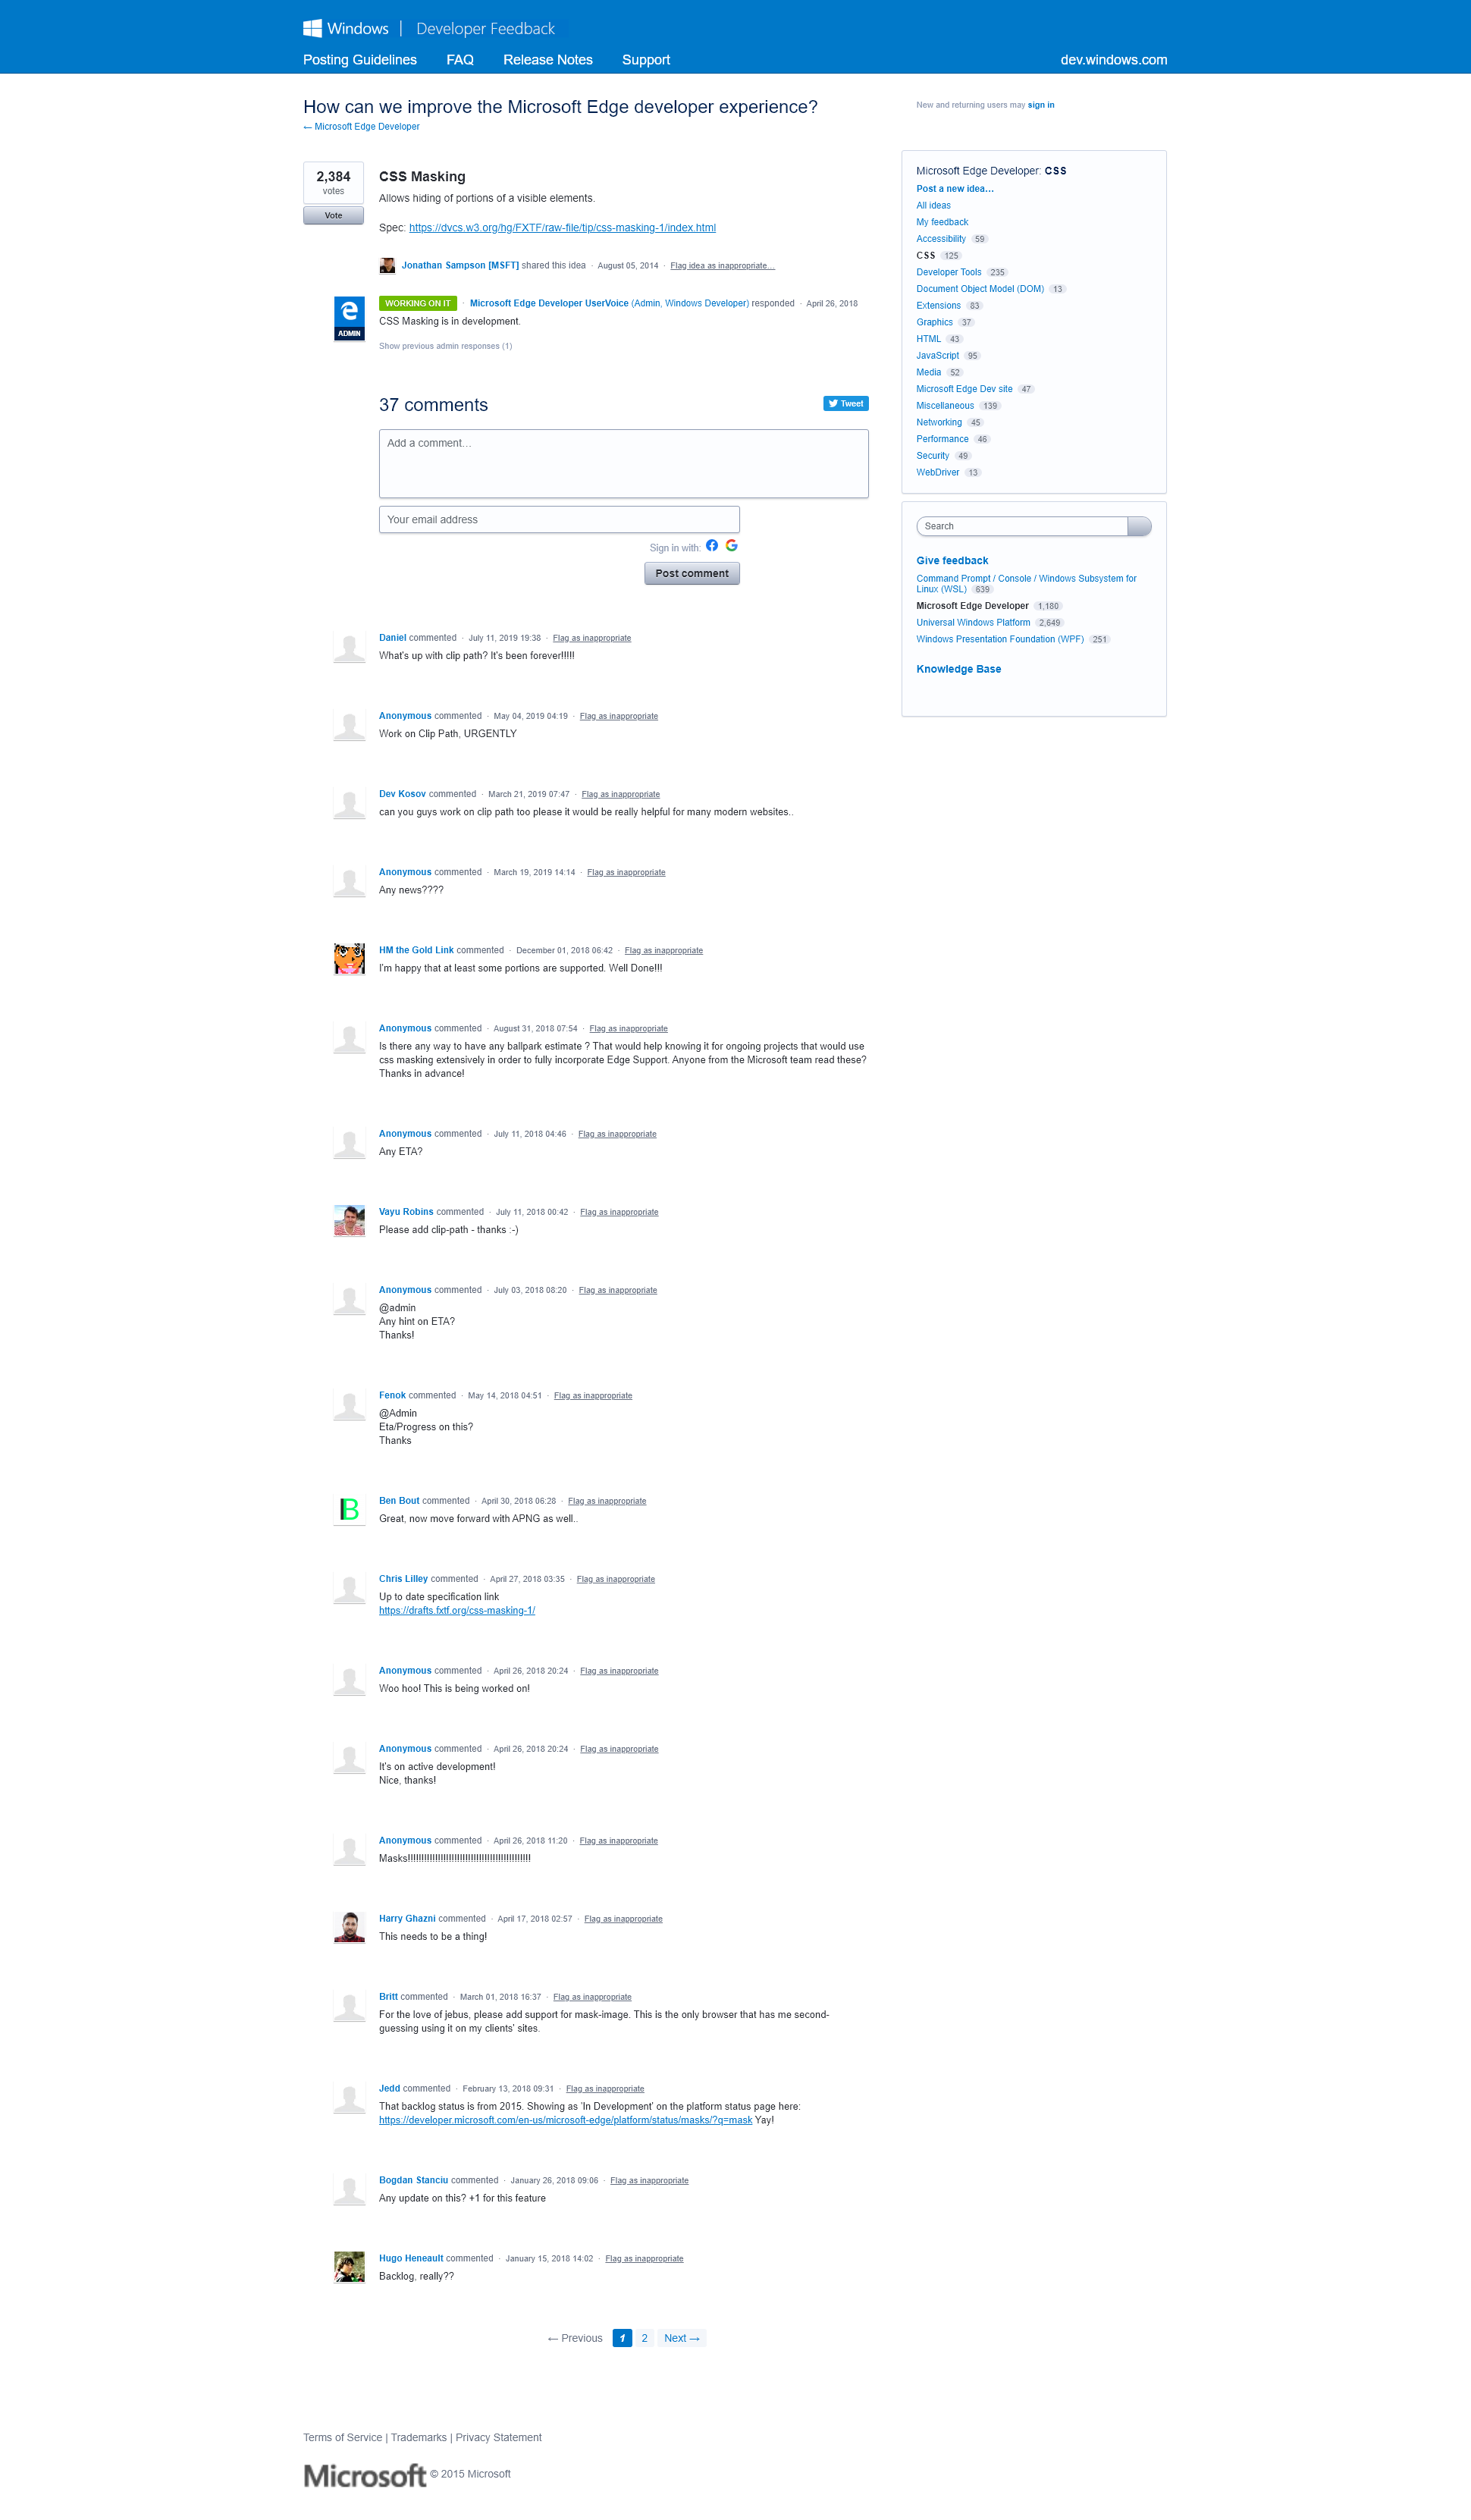 Windows | Developer Feedback
Posting Guidelines FAQ Release Notes Support dev.windows.com
How can we improve the Microsoft Edge developer experience?
← Microsoft Edge Developer
New and returning users may sign in
2,384
votes
Vote
CSS Masking
Allows hiding of portions of a visible elements.
Spec: https://dvcs.w3.org/hg/FXTF/raw-file/tip/css-masking-1/index.html
Jonathan Sampson [MSFT] shared this idea · August 05, 2014 · Flag idea as inappropriate…
ADMIN
WORKING ON IT · Microsoft Edge Developer UserVoice (Admin, Windows Developer) responded · April 26, 2018
CSS Masking is in development.
Show previous admin responses (1)
37 comments
Tweet
Add a comment…
Your email address
Sign in with:
Post comment
Daniel commented · July 11, 2019 19:38 · Flag as inappropriate
What's up with clip path? It's been forever!!!!!
Anonymous commented · May 04, 2019 04:19 · Flag as inappropriate
Work on Clip Path, URGENTLY
Dev Kosov commented · March 21, 2019 07:47 · Flag as inappropriate
can you guys work on clip path too please it would be really helpful for many modern websites..
Anonymous commented · March 19, 2019 14:14 · Flag as inappropriate
Any news????
HM the Gold Link commented · December 01, 2018 06:42 · Flag as inappropriate
I'm happy that at least some portions are supported. Well Done!!!
Anonymous commented · August 31, 2018 07:54 · Flag as inappropriate
Is there any way to have any ballpark estimate ? That would help knowing it for ongoing projects that would use
css masking extensively in order to fully incorporate Edge Support. Anyone from the Microsoft team read these?
Thanks in advance!
Anonymous commented · July 11, 2018 04:46 · Flag as inappropriate
Any ETA?
Vayu Robins commented · July 11, 2018 00:42 · Flag as inappropriate
Please add clip-path - thanks :-)
Anonymous commented · July 03, 2018 08:20 · Flag as inappropriate
@admin
Any hint on ETA?
Thanks!
Fenok commented · May 14, 2018 04:51 · Flag as inappropriate
@Admin
Eta/Progress on this?
Thanks
Ben Bout commented · April 30, 2018 06:28 · Flag as inappropriate
Great, now move forward with APNG as well..
Chris Lilley commented · April 27, 2018 03:35 · Flag as inappropriate
Up to date specification link
https://drafts.fxtf.org/css-masking-1/
Anonymous commented · April 26, 2018 20:24 · Flag as inappropriate
Woo hoo! This is being worked on!
Anonymous commented · April 26, 2018 20:24 · Flag as inappropriate
It's on active development!
Nice, thanks!
Anonymous commented · April 26, 2018 11:20 · Flag as inappropriate
Masks!!!!!!!!!!!!!!!!!!!!!!!!!!!!!!!!!!!!!!!!!!!!!
Harry Ghazni commented · April 17, 2018 02:57 · Flag as inappropriate
This needs to be a thing!
Britt commented · March 01, 2018 16:37 · Flag as inappropriate
For the love of jebus, please add support for mask-image. This is the only browser that has me second-
guessing using it on my clients' sites.
Jedd commented · February 13, 2018 09:31 · Flag as inappropriate
That backlog status is from 2015. Showing as 'In Development' on the platform status page here:
https://developer.microsoft.com/en-us/microsoft-edge/platform/status/masks/?q=mask Yay!
Bogdan Stanciu commented · January 26, 2018 09:06 · Flag as inappropriate
Any update on this? +1 for this feature
Hugo Heneault commented · January 15, 2018 14:02 · Flag as inappropriate
Backlog, really??
← Previous 1 2 Next →
Microsoft Edge Developer: CSS
Post a new idea…
All ideas
My feedback
Accessibility 59
CSS 125
Developer Tools 235
Document Object Model (DOM) 13
Extensions 83
Graphics 37
HTML 43
JavaScript 95
Media 52
Microsoft Edge Dev site 47
Miscellaneous 139
Networking 45
Performance 46
Security 49
WebDriver 13
Search
Give feedback
Command Prompt / Console / Windows Subsystem for
Linux (WSL) 639
Microsoft Edge Developer 1,180
Universal Windows Platform 2,649
Windows Presentation Foundation (WPF) 251
Knowledge Base
Terms of Service | Trademarks | Privacy Statement
Microsoft © 2015 Microsoft